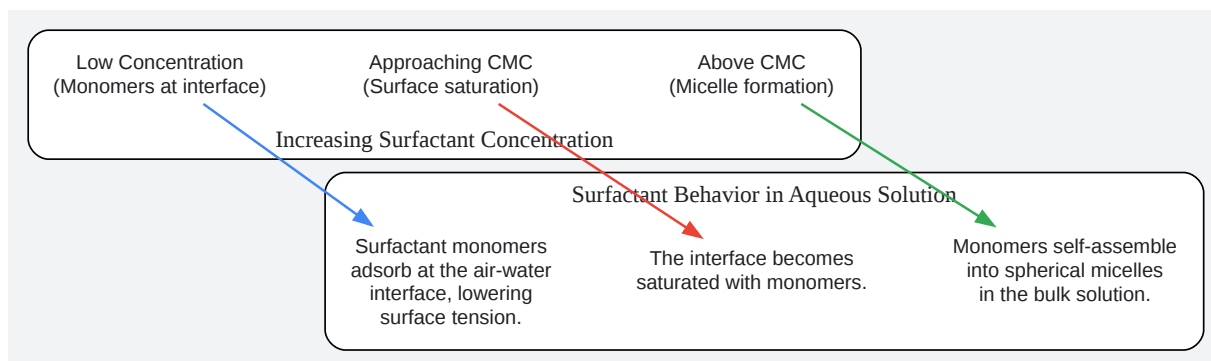 Low Concentration
(Monomers at interface)
Approaching CMC
(Surface saturation)
Above CMC
(Micelle formation)
Increasing Surfactant Concentration
Surfactant Behavior in Aqueous Solution
Surfactant monomers
adsorb at the air-water
interface, lowering
surface tension.
The interface becomes
saturated with monomers.
Monomers self-assemble
into spherical micelles
in the bulk solution.